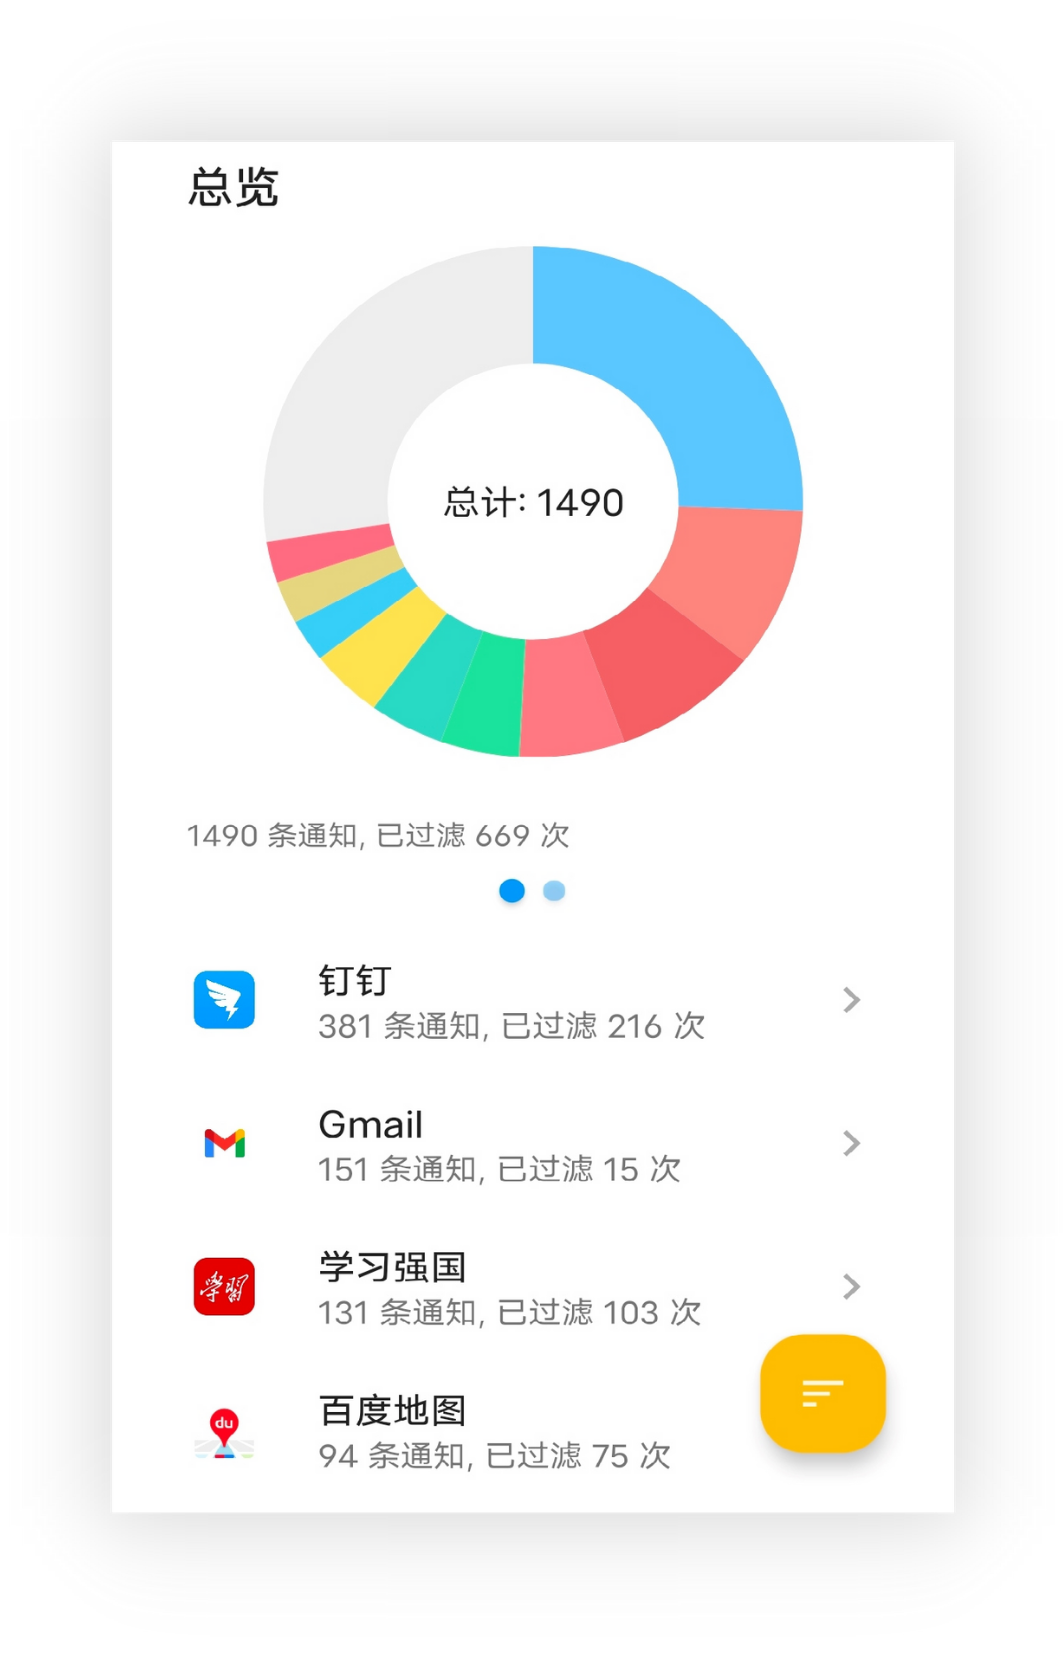 总览
总计: 1490
1490 条通知, 已过滤 669 次
钉钉
381 条通知, 已过滤 216 次
Gmail
151 条通知, 已过滤 15 次
學習
学习强国
131 条通知, 已过滤 103 次
du
百度地图
94 条通知, 已过滤 75 次